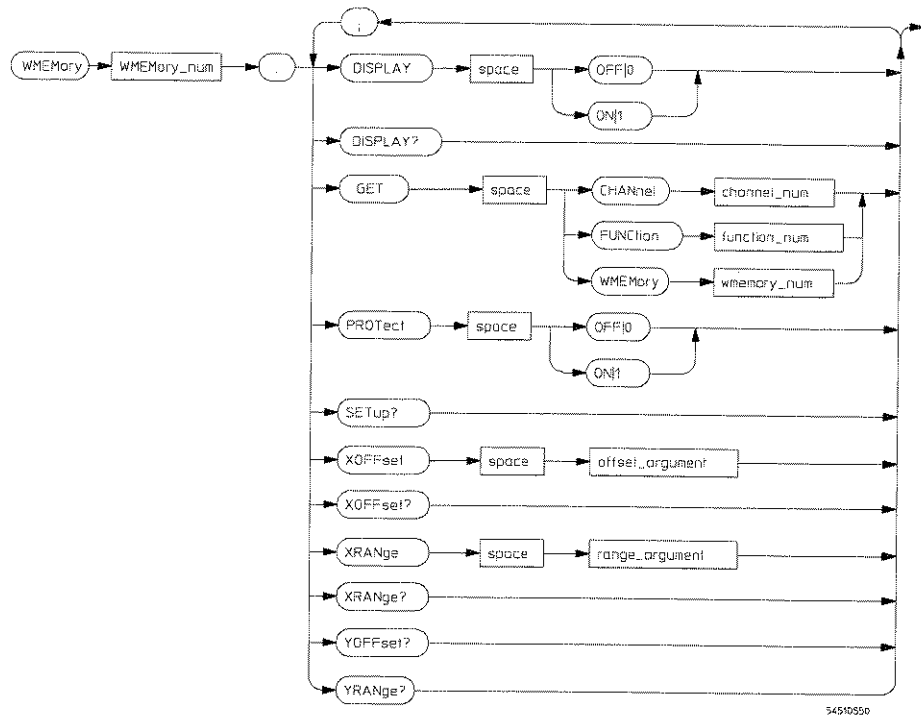 ;
WMEMory WMEMory_num : DISPLAY space OFF|0
ON|1
DISPLAY?
GET space CHANnel channel_num
FUNCtion function_num
WMEMory wmemory_num
PROTect space OFF|0
ON|1
SETup?
XOFFset space offset_argument
XOFFset?
XRANge space range_argument
XRANge?
YOFFset?
YRANge?
54510S50